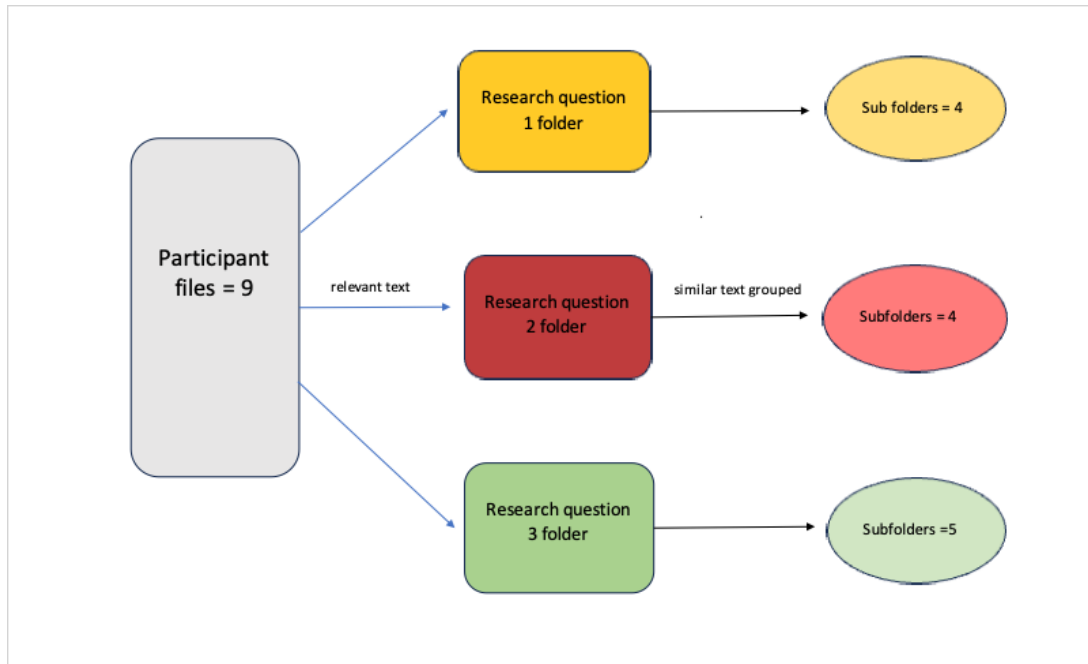 Research question
1 folder
Sub folders = 4
Participant
files = 9
relevant text
Research question
2 folder
similar text grouped
Subfolders = 4
Research question
3 folder
Subfolders =5